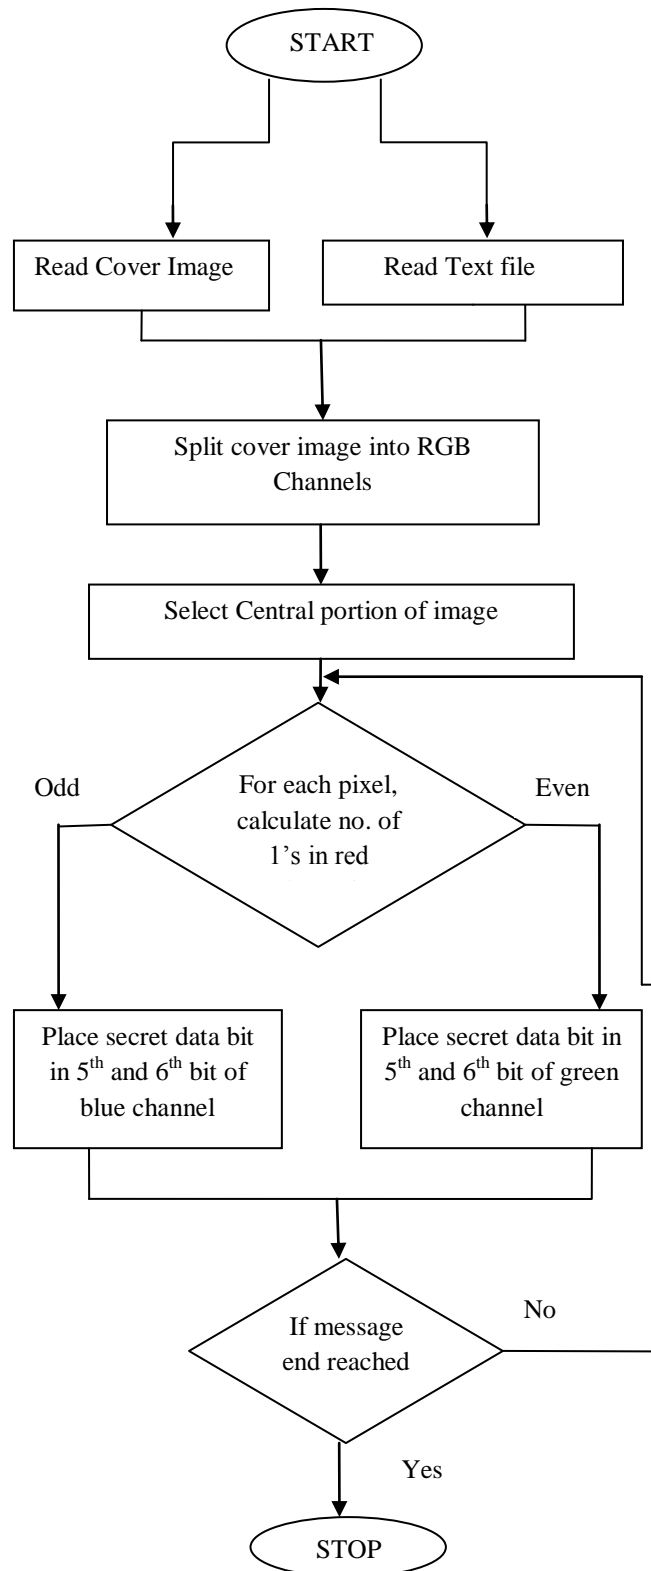 START
Read Cover Image
Read Text file
Split cover image into RGB
Channels
Select Central portion of image
Odd
For each pixel,
calculate no. of
1’s in red
Even
Place secret data bit
in 5th and 6th bit of
blue channel
Place secret data bit in
5th and 6th bit of green
channel
If message
end reached
No
Yes
STOP